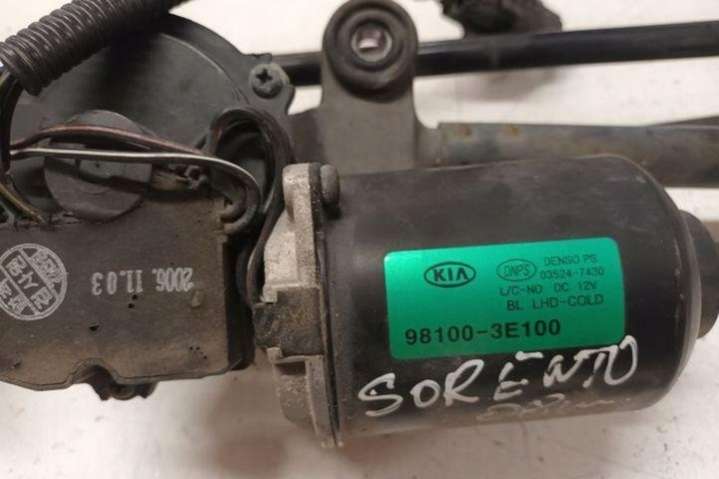 2006.11.03
KIA
DNPS
DENSO PS
03524-7430
L/C-NO DC 12V
BL LHD-COLD
98100-3E100
SORENTO